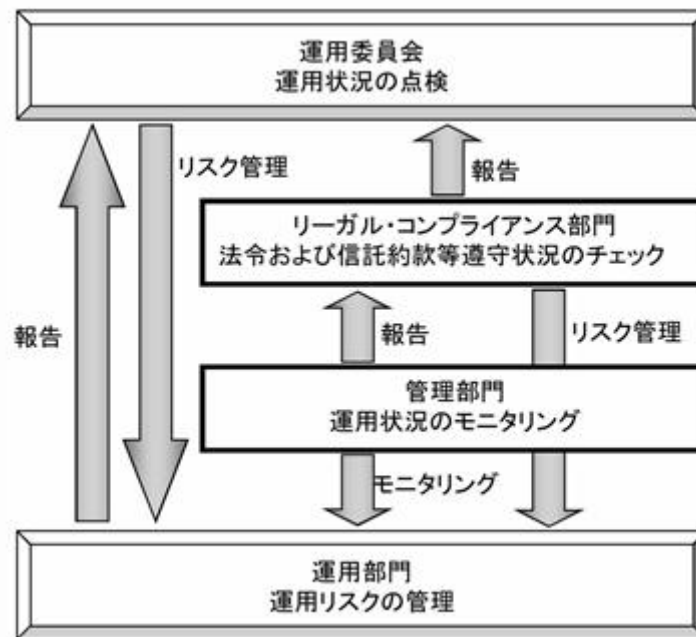 運用委員会
運用状況の点検
リスク管理
報告
リーガル・コンプライアンス部門
法令および信託約款等遵守状況のチェック
報告
報告
リスク管理
管理部門
運用状況のモニタリング
モニタリング
運用部門
運用リスクの管理